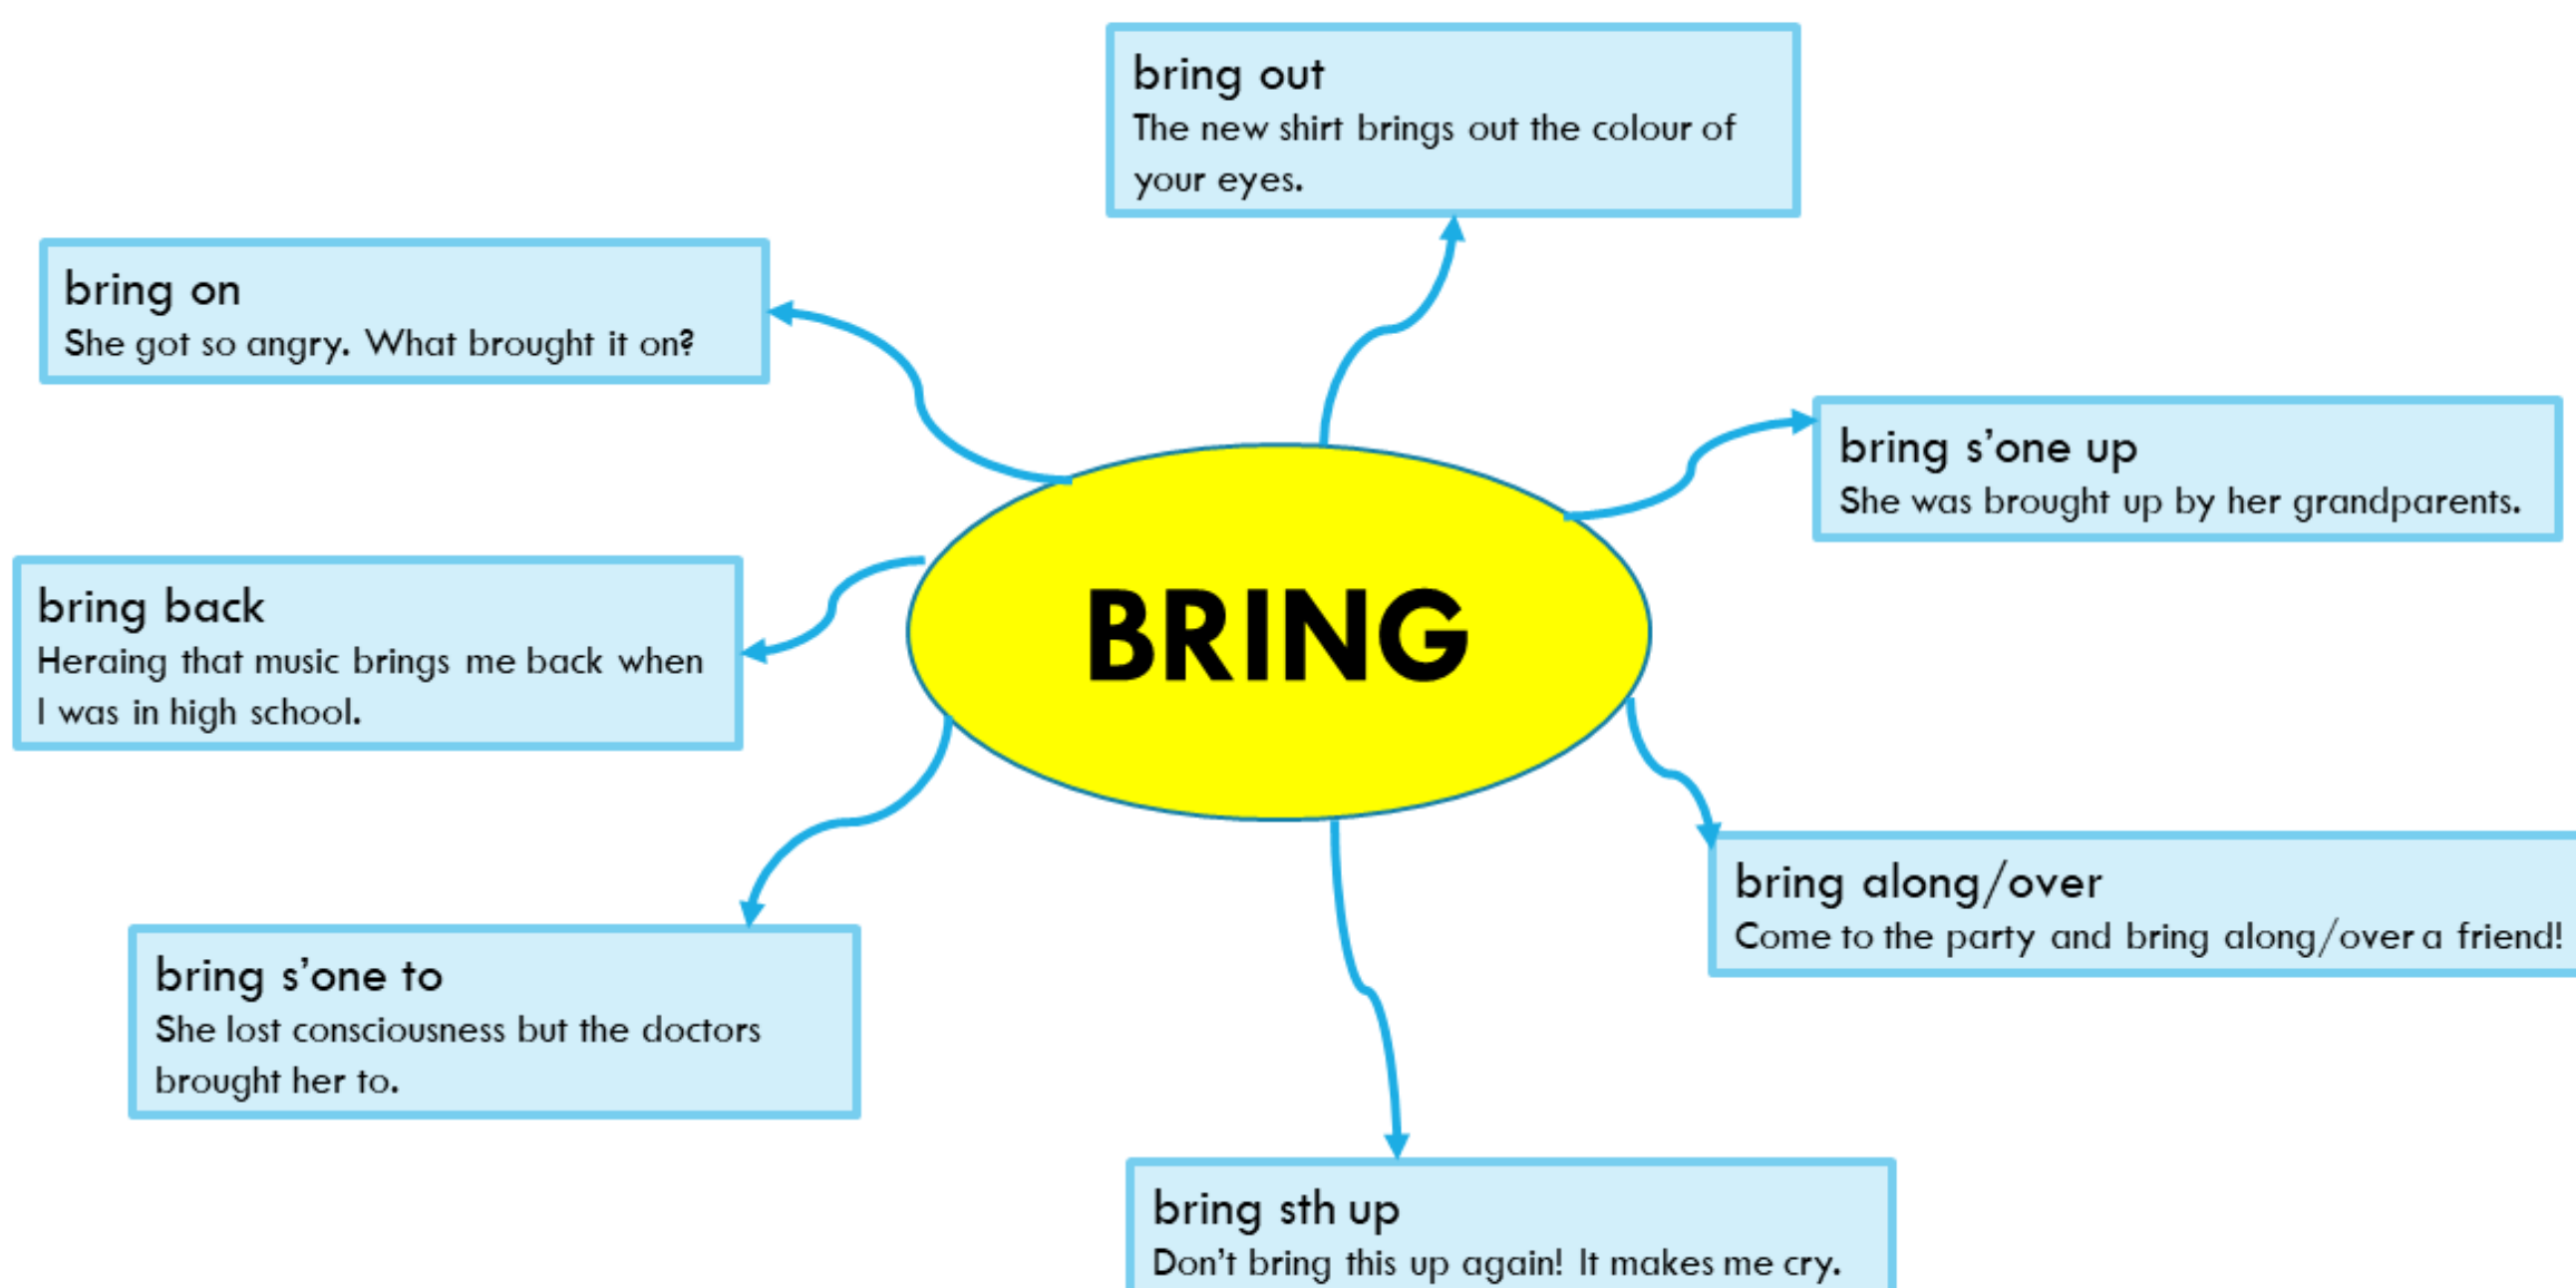 bring out
The new shirt brings out the colour of
your eyes.
bring on
She got so angry. What brought it on?
bring s'one up
She was brought up by her grandparents.
BRING
bring back
Heraing that music brings me back when
I was in high school.
bring along/over
Come to the party and bring along/over a friend!
bring s'one to
She lost consciousness but the doctors
brought her to.
bring sth up
Don't bring this up again! It makes me cry.